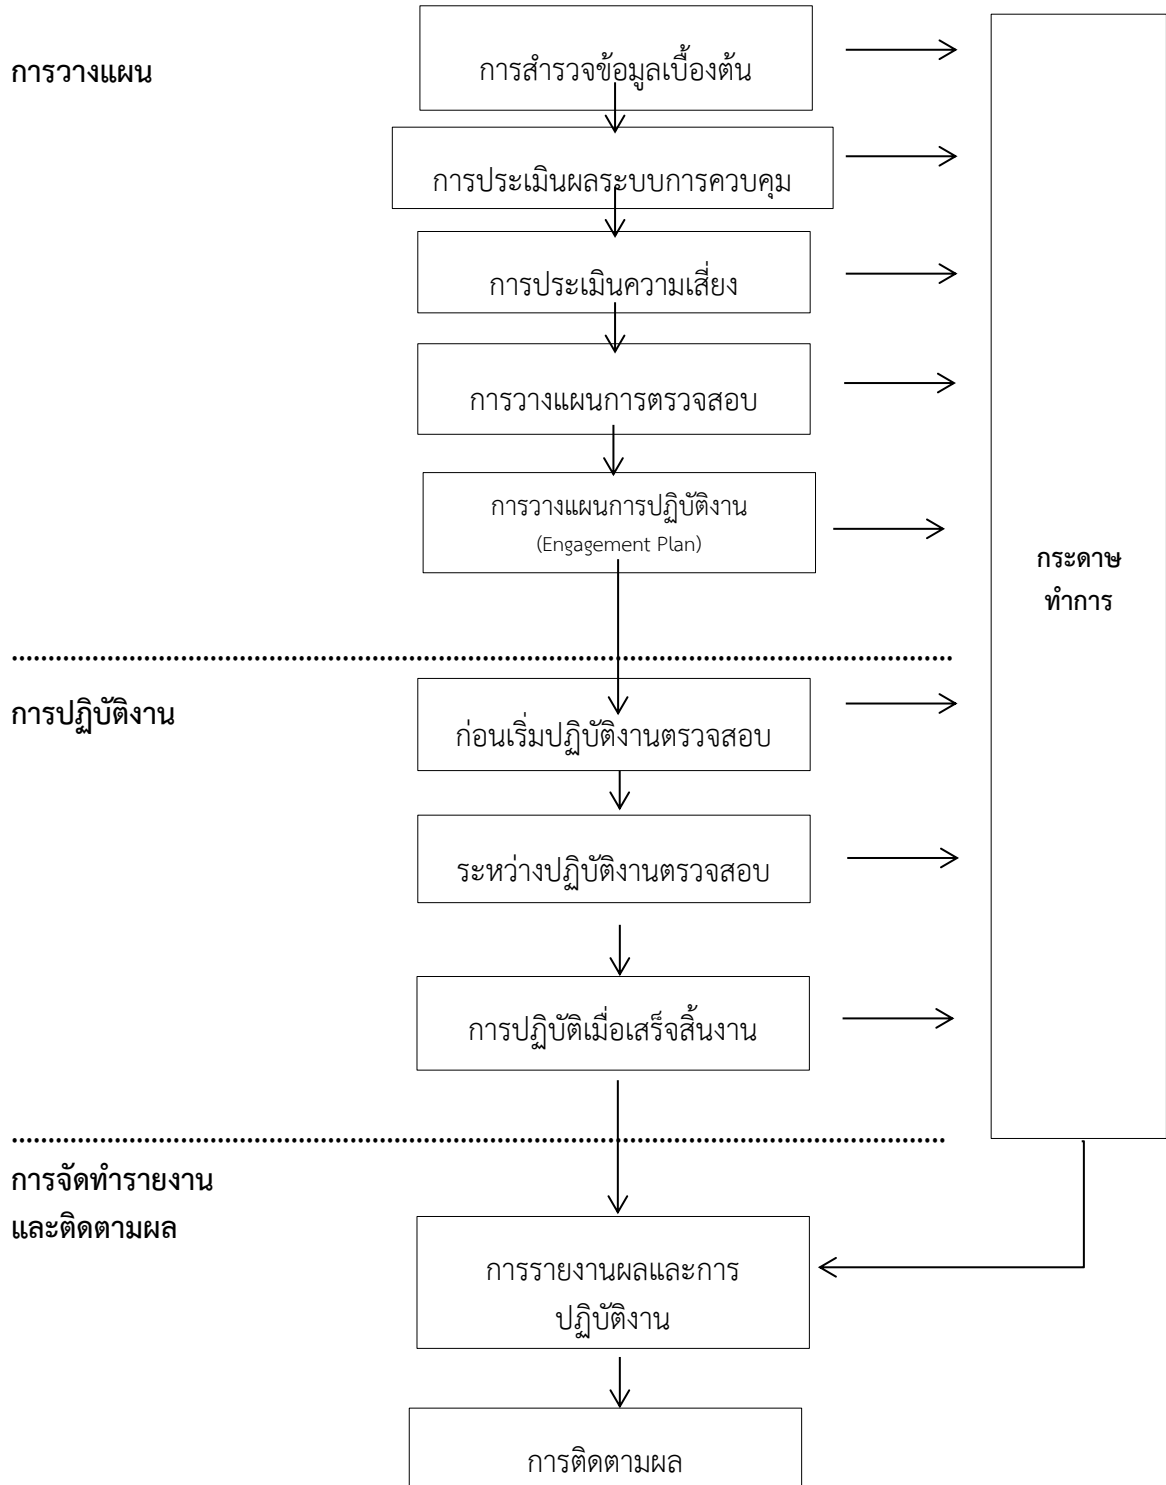 การวางแผน
การสำรวจข้อมูลเบื้องต้น
การประเมินผลระบบการควบคุม
การประเมินความเสี่ยง
การวางแผนการตรวจสอบ
การวางแผนการปฏิบัติงาน
(Engagement Plan)
กระดาษ
ทำการ
การปฏิบัติงาน
ก่อนเริ่มปฏิบัติงานตรวจสอบ
ระหว่างปฏิบัติงานตรวจสอบ
การปฏิบัติเมื่อเสร็จสิ้นงาน
การจัดทำรายงาน
และติดตามผล
การรายงานผลและการ
ปฏิบัติงาน
การติดตามผล